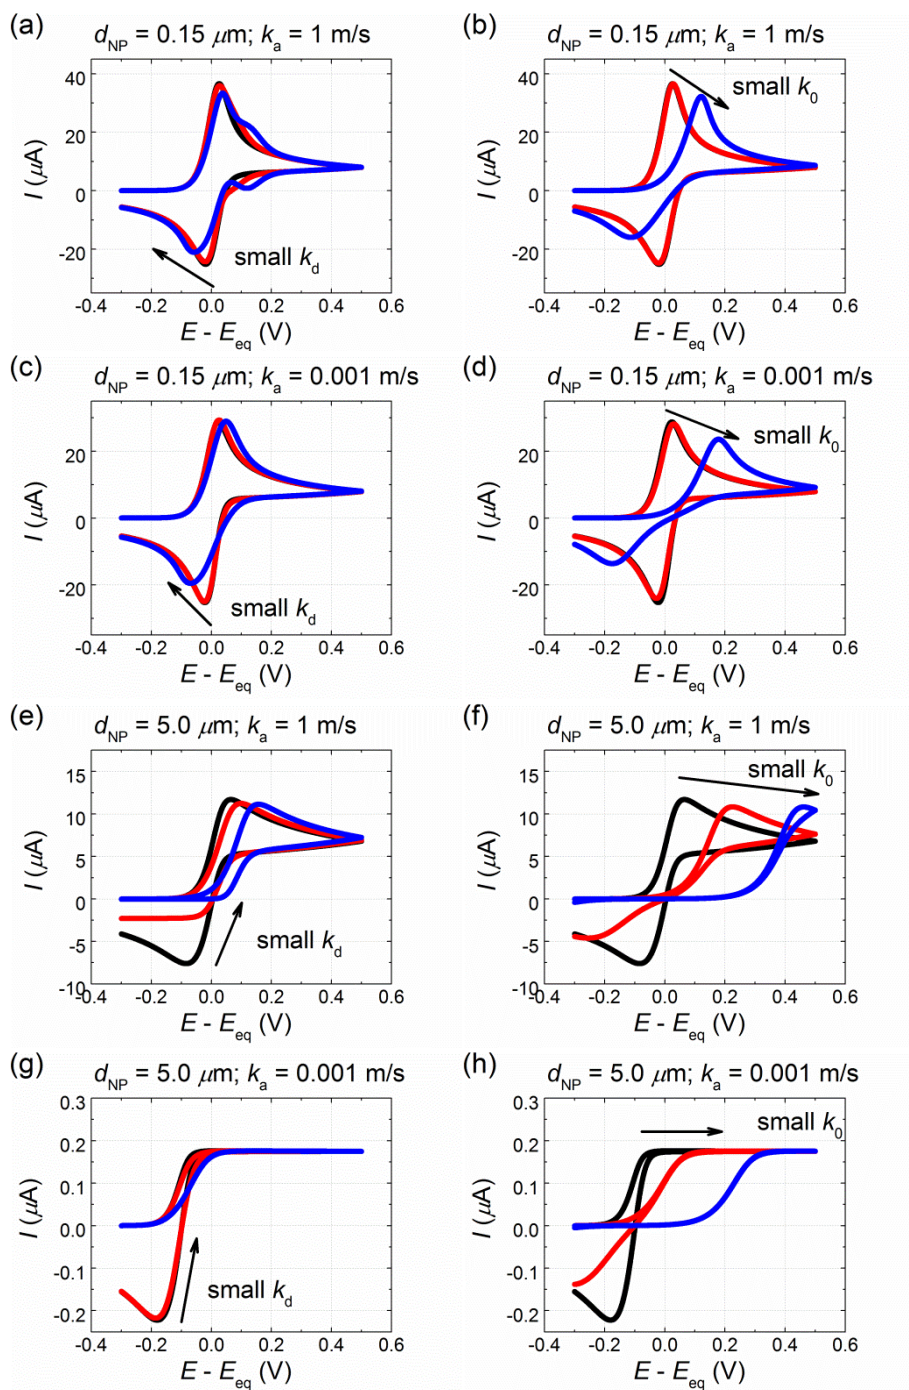 (a)
d_NP = 0.15 μm; k_a = 1 m/s
40
20
0
-20
I (μA)
small k_d
-0.4 -0.2 0.0 0.2 0.4 0.6
E - E_eq (V)
(b)
d_NP = 0.15 μm; k_a = 1 m/s
40
20
0
-20
I (μA)
small k_0
-0.4 -0.2 0.0 0.2 0.4 0.6
E - E_eq (V)
(c)
d_NP = 0.15 μm; k_a = 0.001 m/s
20
0
-20
I (μA)
small k_d
-0.4 -0.2 0.0 0.2 0.4 0.6
E - E_eq (V)
(d)
d_NP = 0.15 μm; k_a = 0.001 m/s
20
0
-20
I (μA)
small k_0
-0.4 -0.2 0.0 0.2 0.4 0.6
E - E_eq (V)
(e)
d_NP = 5.0 μm; k_a = 1 m/s
15
10
5
0
-5
-10
I (μA)
small k_d
-0.4 -0.2 0.0 0.2 0.4 0.6
E - E_eq (V)
(f)
d_NP = 5.0 μm; k_a = 1 m/s
15
10
5
0
-5
-10
I (μA)
small k_0
-0.4 -0.2 0.0 0.2 0.4 0.6
E - E_eq (V)
(g)
d_NP = 5.0 μm; k_a = 0.001 m/s
0.3
0.2
0.1
0.0
-0.1
-0.2
I (μA)
small k_d
-0.4 -0.2 0.0 0.2 0.4 0.6
E - E_eq (V)
(h)
d_NP = 5.0 μm; k_a = 0.001 m/s
0.3
0.2
0.1
0.0
-0.1
-0.2
I (μA)
small k_0
-0.4 -0.2 0.0 0.2 0.4 0.6
E - E_eq (V)